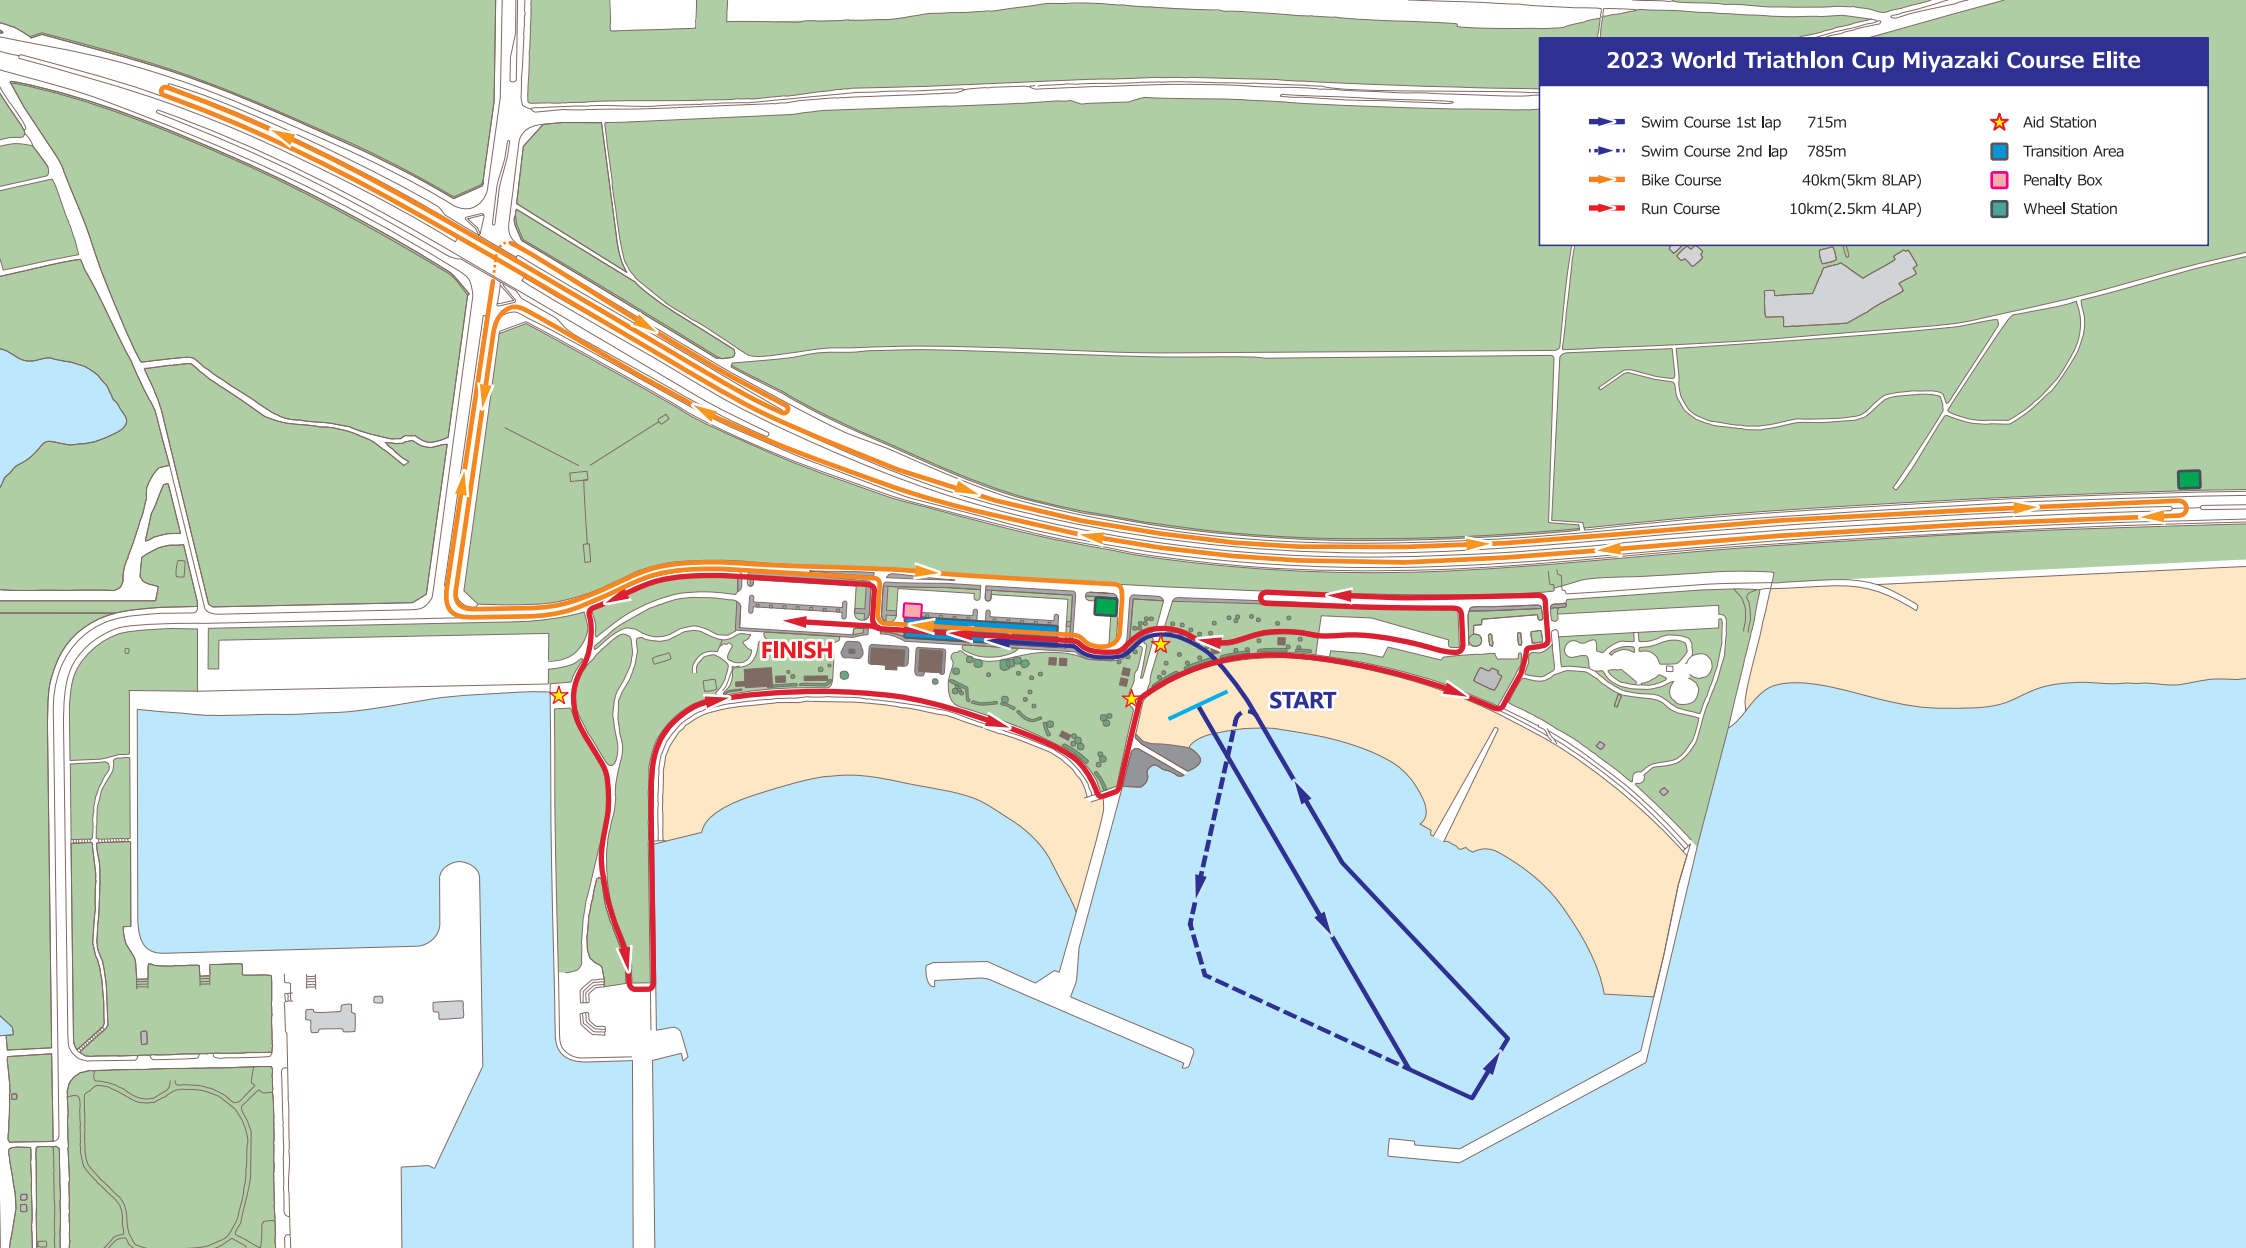 2023 World Triathlon Cup Miyazaki Course Elite
Swim Course 1st lap 715m
Swim Course 2nd lap 785m
Bike Course 40km(5km 8LAP)
Run Course 10km(2.5km 4LAP)
Aid Station
Transition Area
Penalty Box
Wheel Station
FINISH
START